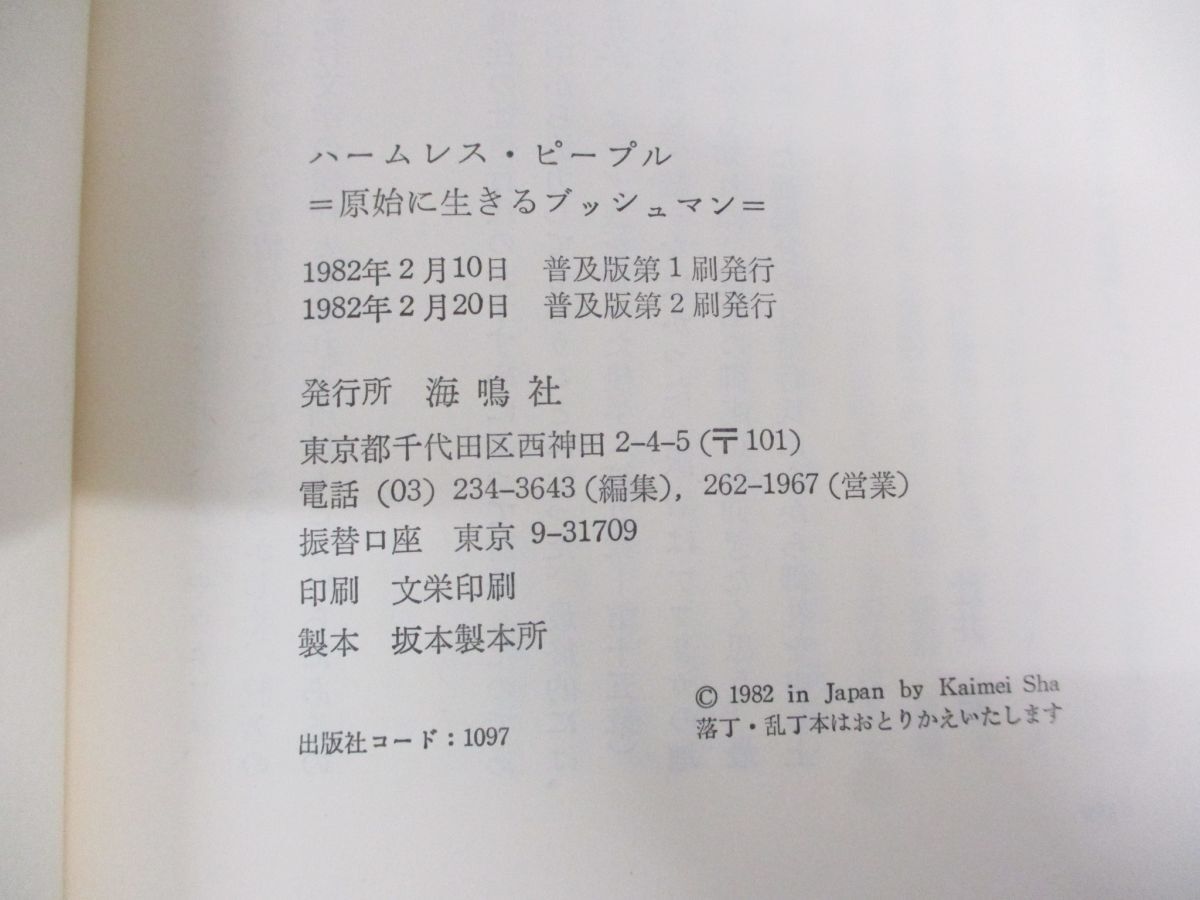 ハームレス・ピープル
=原始に生きるブッシュマン=
1982年2月10日　普及版第1刷発行
1982年2月20日　普及版第2刷発行
発行所　海鳴社
東京都千代田区西神田2-4-5(〒101)
電話 (03) 234-3643(編集), 262-1967(営業)
振替口座　東京 9-31709
印刷　文栄印刷
製本　坂本製本所
出版社コード：1097
© 1982 in Japan by Kaimei Sha
落丁・乱丁本はおとりかえいたします